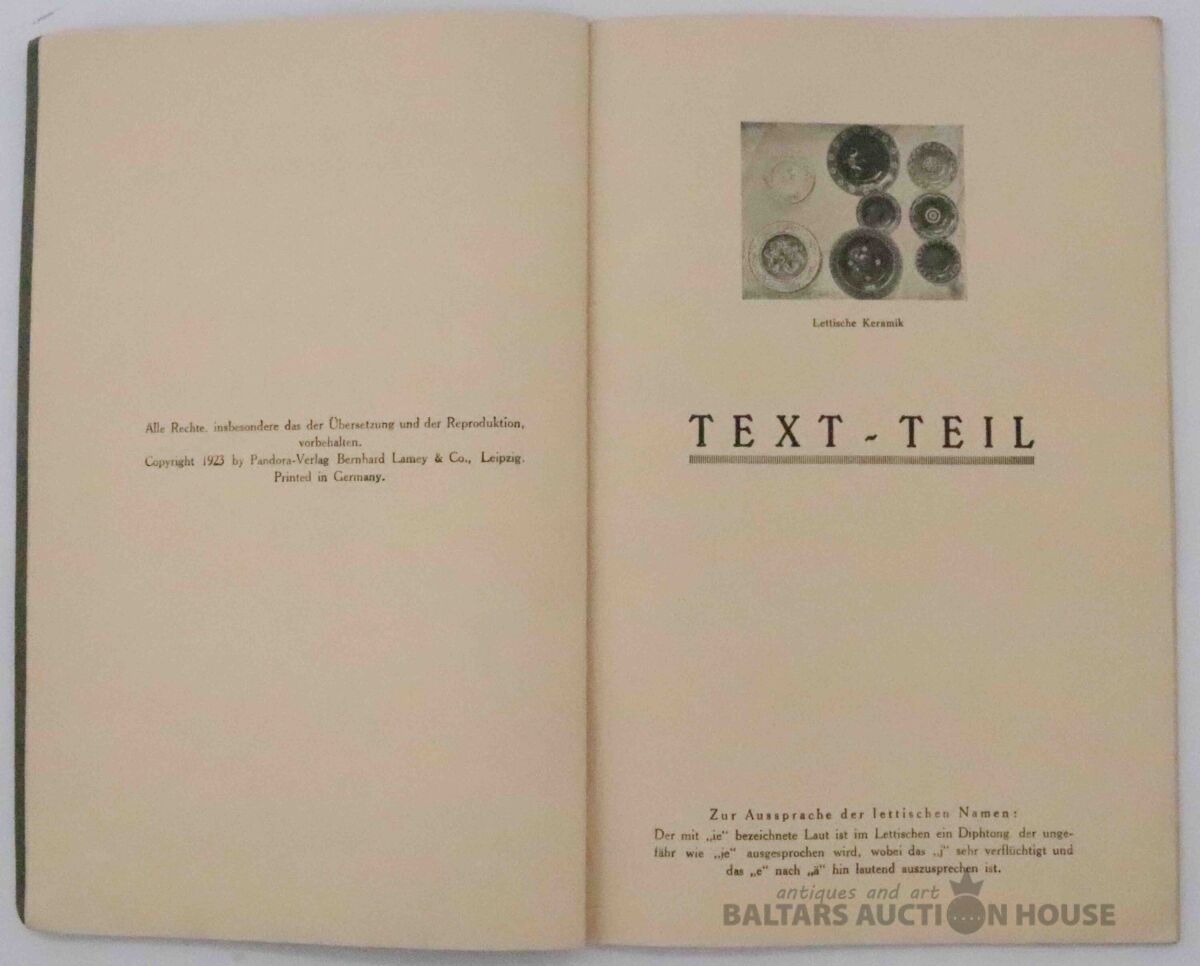 Alle Rechte, insbesondere das der Übersetzung und der Reproduktion,
vorbehalten.
Copyright 1923 by Pandora-Verlag Bernhard Lamey & Co., Leipzig.
Printed in Germany.
Lettische Keramik
TEXT - TEIL
Zur Aussprache der lettischen Namen:
Der mit „ie" bezeichnete Laut ist im Lettischen ein Diphtong, der unge-
fähr wie „je" ausgesprochen wird, wobei das „j" sehr verflüchtigt und
das „e" nach „ä" hin lautend auszusprechen ist.
antiques and art
BALTARS AUCTION HOUSE